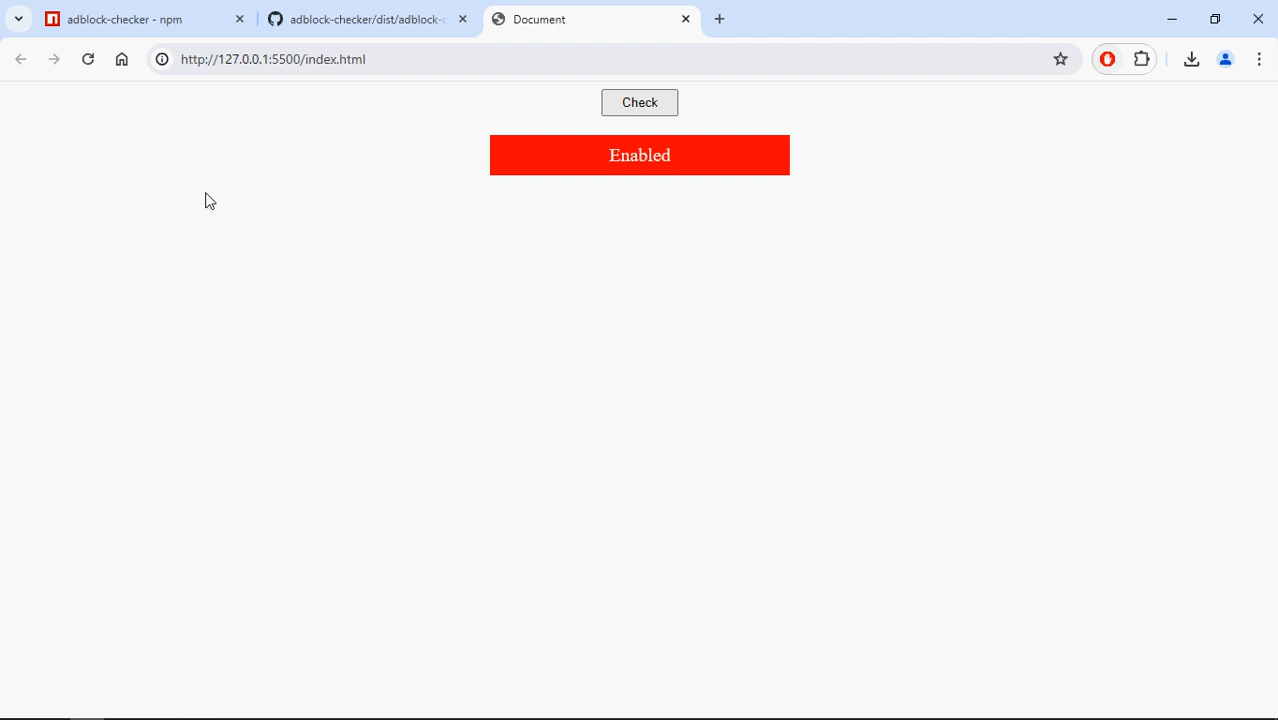 adblock-checker - npm
adblock-checker/dist/adblock-c
Document
http://127.0.0.1:5500/index.html
Check
Enabled